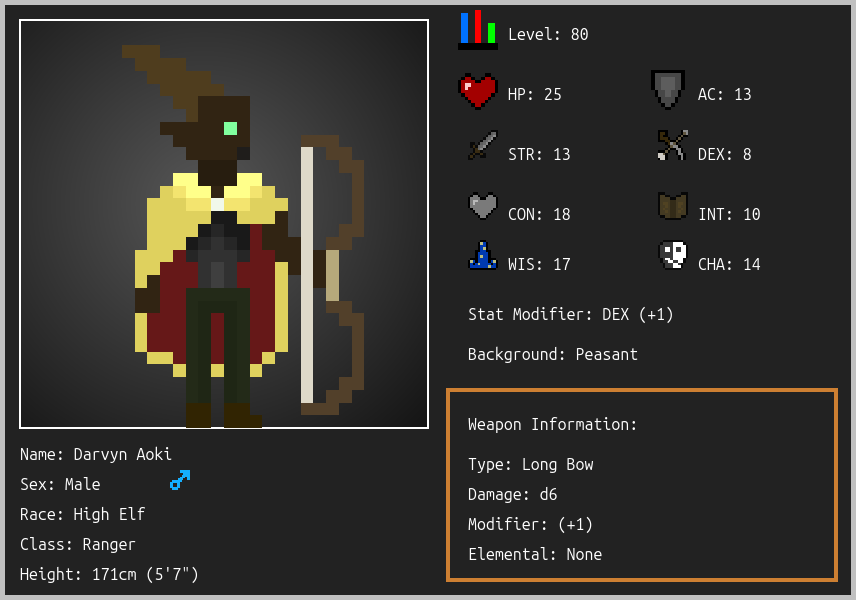 Level: 80
HP: 25
AC: 13
STR: 13
DEX: 8
CON: 18
INT: 10
WIS: 17
CHA: 14
Stat Modifier: DEX (+1)
Background: Peasant
Weapon Information:
Type: Long Bow
Damage: d6
Modifier: (+1)
Elemental: None
Name: Darvyn Aoki
Sex: Male
Race: High Elf
Class: Ranger
Height: 171cm (5'7")